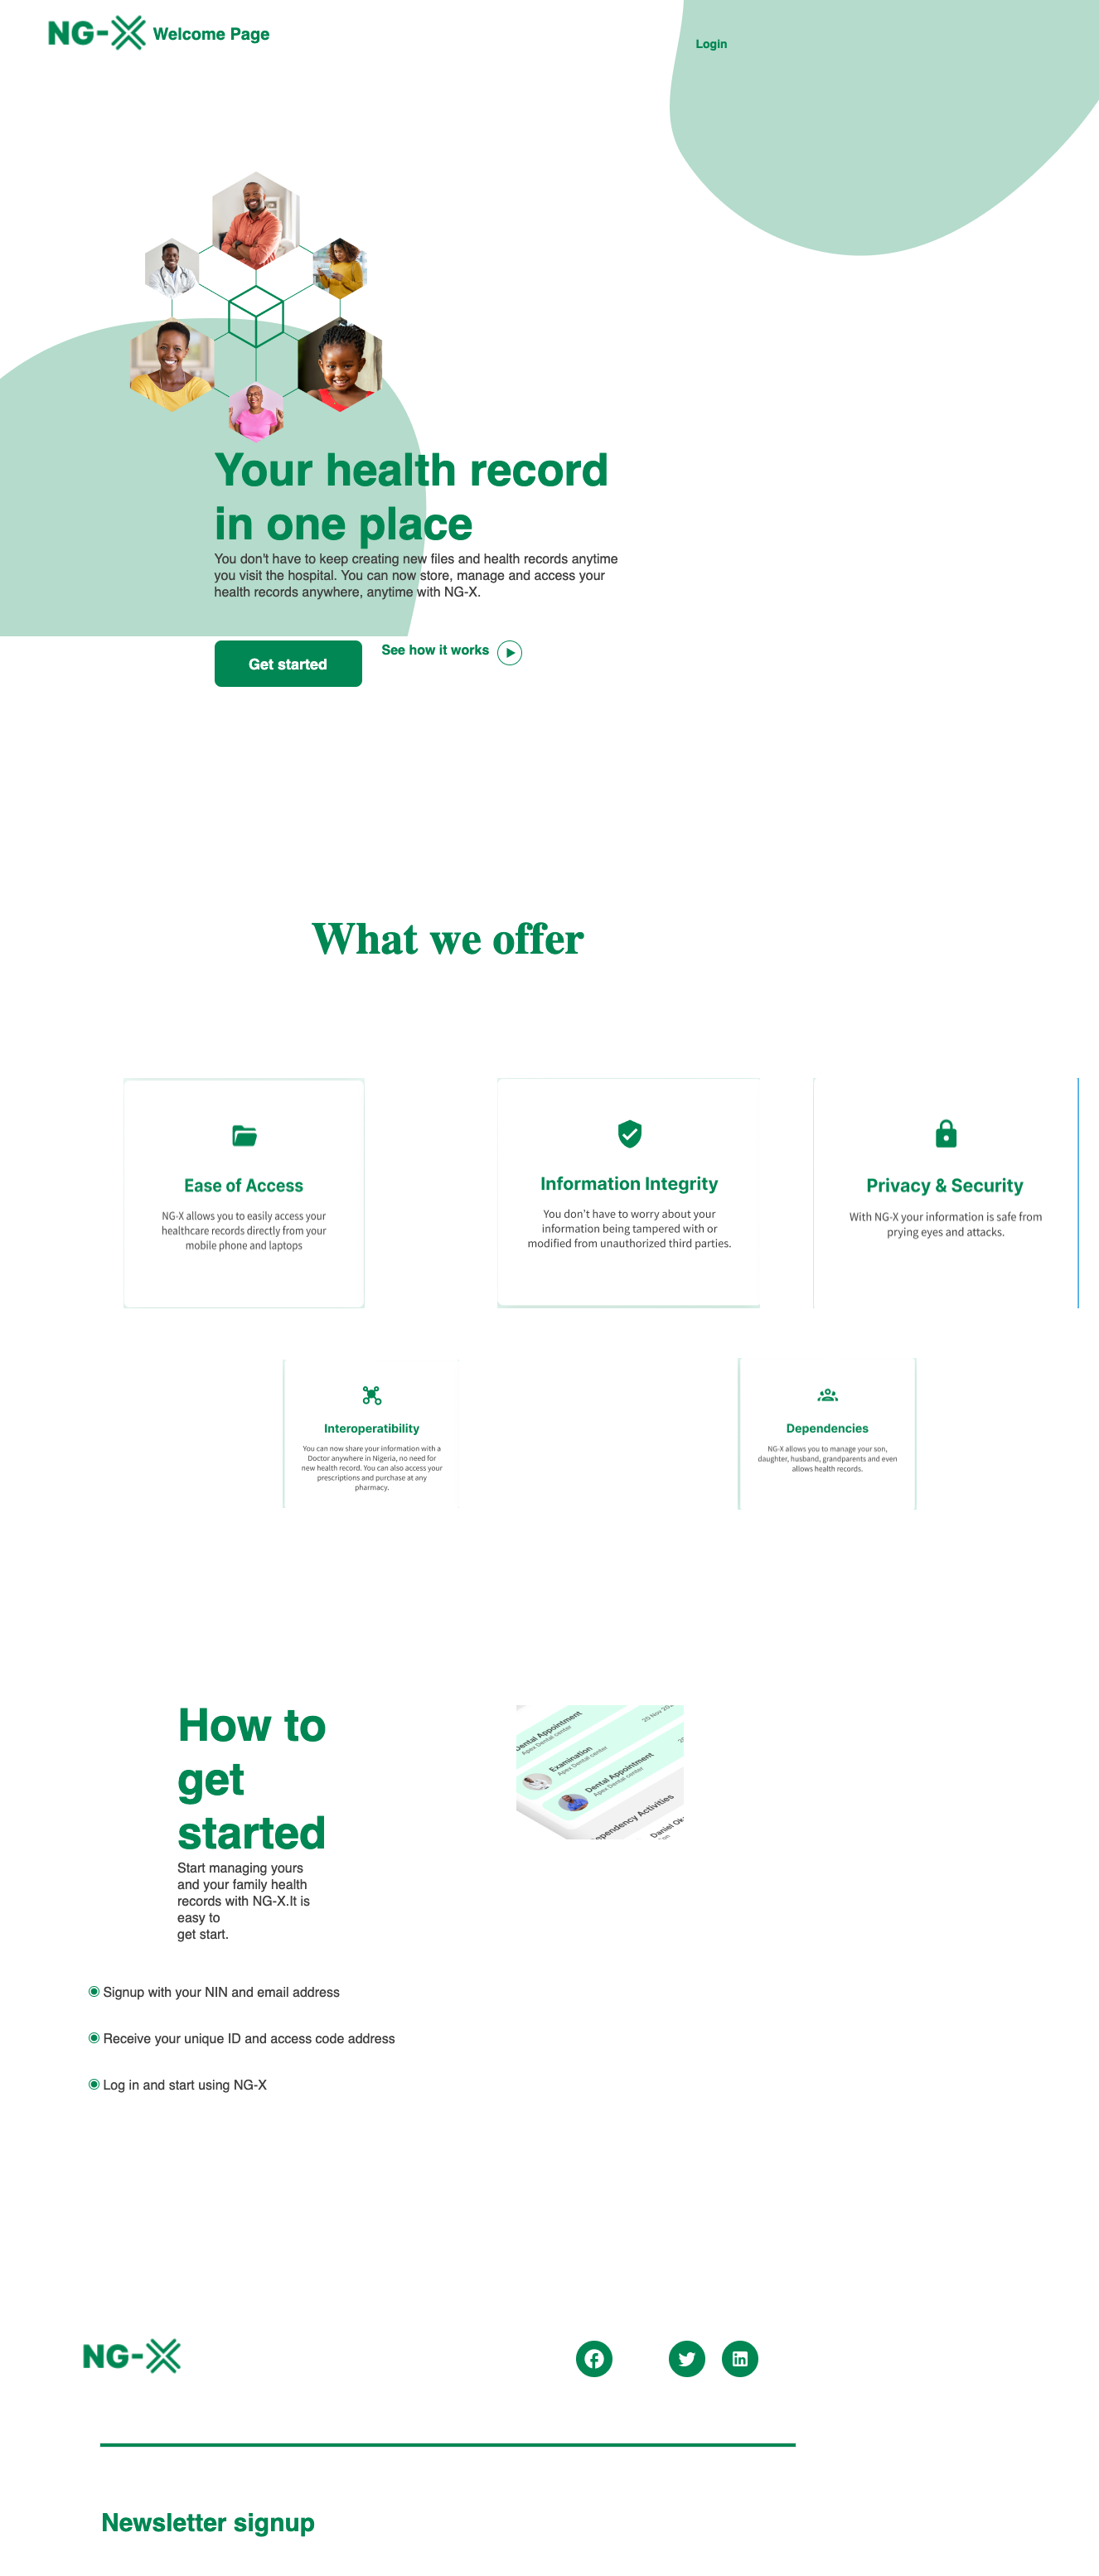 NG-X Welcome Page
Login
Your health record
in one place
You don't have to keep creating new files and health records anytime
you visit the hospital. You can now store, manage and access your
health records anywhere, anytime with NG-X.
Get started
See how it works
What we offer
Ease of Access
NG-X allows you to easily access your
healthcare records directly from your
mobile phone and laptops
Information Integrity
You don't have to worry about your
information being tampered with or
modified from unauthorized third parties.
Privacy & Security
With NG-X your information is safe from
prying eyes and attacks.
Interoperatibility
You can now share your information with a
Doctor anywhere in Nigeria, no need for
new health record. You can also access your
prescriptions and purchase at any
pharmacy.
Dependencies
NG-X allows you to manage your son,
daughter, husband, grandparents and even
allows health records.
How to
get
started
Start managing yours
and your family health
records with NG-X.It is
easy to
get start.
Dental Appointment
Apex Dental center
20 Nov
Examination
Apex Dental center
Dental Appointment
Apex Dental center
Activities
Daniel
Signup with your NIN and email address
Receive your unique ID and access code address
Log in and start using NG-X
NG-X
Newsletter signup